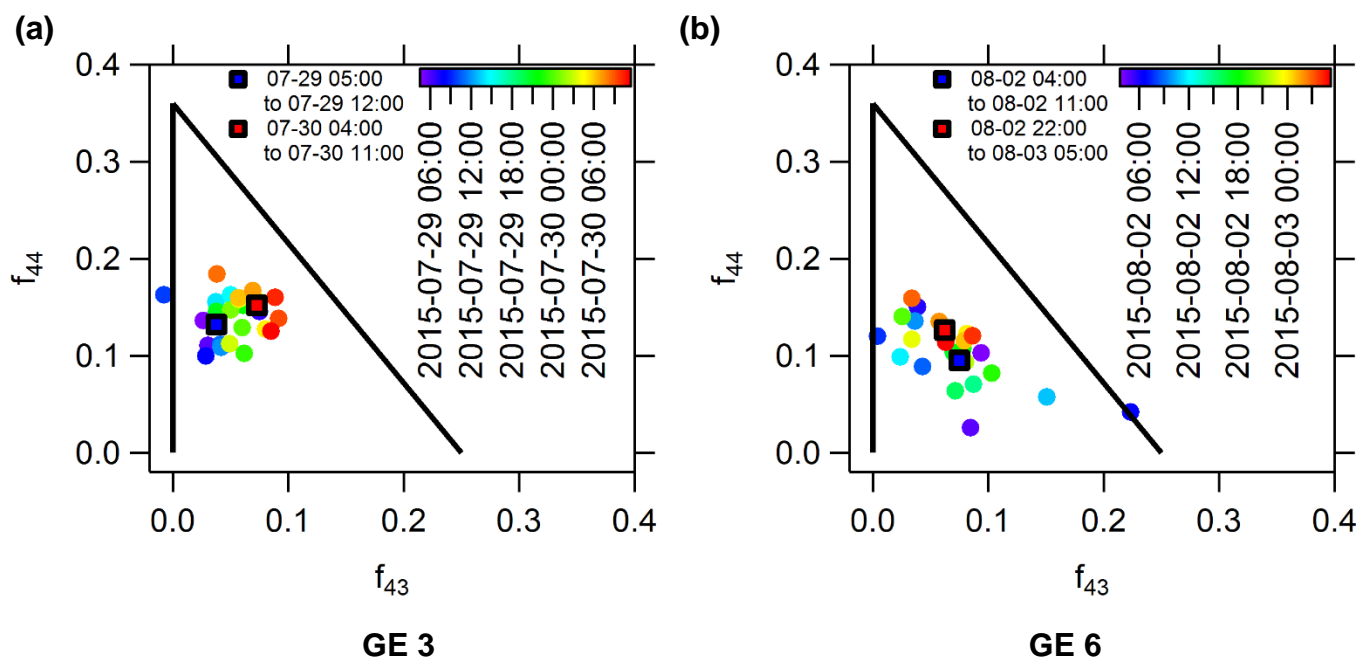 (a)
0.4
0.3
0.2
0.1
0.0
f44
07-29 05:00
to 07-29 12:00
07-30 04:00
to 07-30 11:00
2015-07-29 06:00
2015-07-29 12:00
2015-07-29 18:00
2015-07-30 00:00
2015-07-30 06:00
0.0 0.1 0.2 0.3 0.4
f43
GE 3
(b)
0.4
0.3
0.2
0.1
0.0
f44
08-02 04:00
to 08-02 11:00
08-02 22:00
to 08-03 05:00
2015-08-02 06:00
2015-08-02 12:00
2015-08-02 18:00
2015-08-03 00:00
0.0 0.1 0.2 0.3 0.4
f43
GE 6